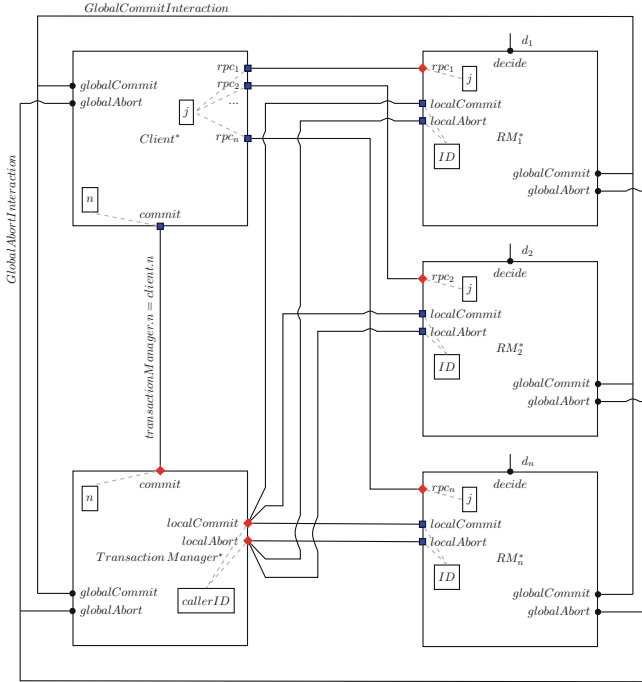 GlobalCommitInteraction
GlobalAbortInteraction
globalCommit
globalAbort
rpc₁
rpc₂
...
rpcₙ
j
Client*
n
commit
transactionManager.n = client.n
d₁
decide
rpc₁
j
localCommit
localAbort
RM₁*
ID
globalCommit
globalAbort
d₂
decide
rpc₂
j
localCommit
localAbort
RM₂*
ID
globalCommit
globalAbort
n
commit
localCommit
localAbort
Transaction Manager*
callerID
globalCommit
globalAbort
dₙ
decide
rpcₙ
j
localCommit
localAbort
RMₙ*
ID
globalCommit
globalAbort